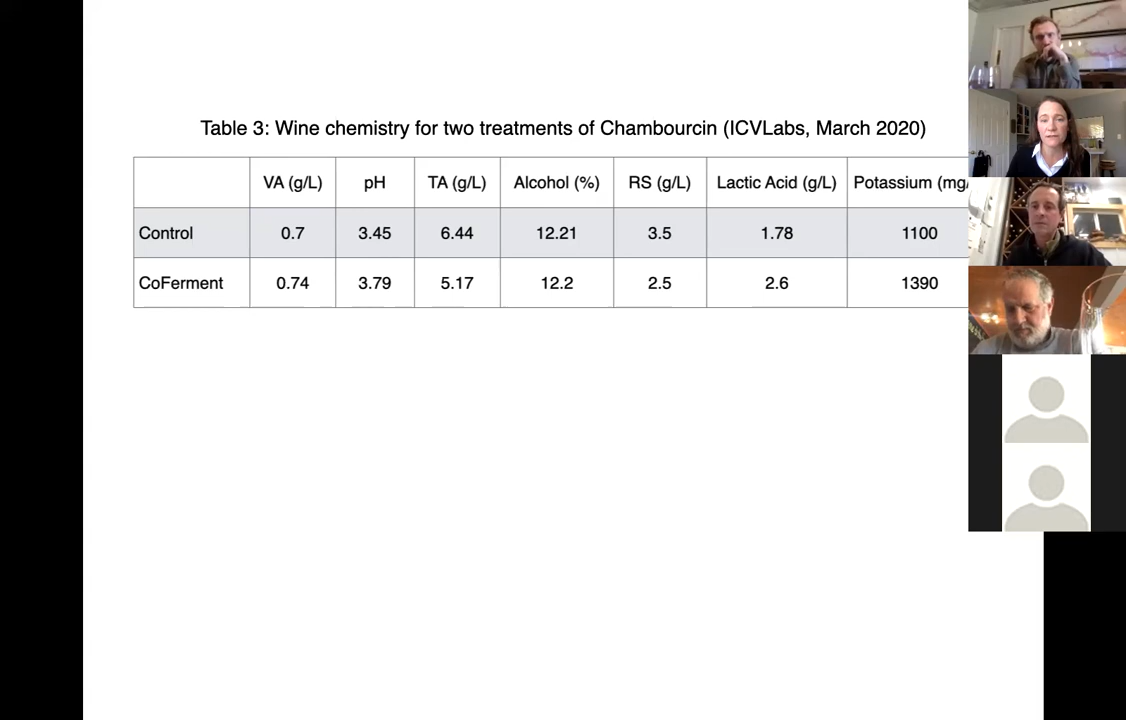 Table 3: Wine chemistry for two treatments of Chambourcin (ICVLabs, March 2020)
VA (g/L) pH TA (g/L) Alcohol (%) RS (g/L) Lactic Acid (g/L) Potassium (mg/
Control 0.7 3.45 6.44 12.21 3.5 1.78 1100
CoFerment 0.74 3.79 5.17 12.2 2.5 2.6 1390